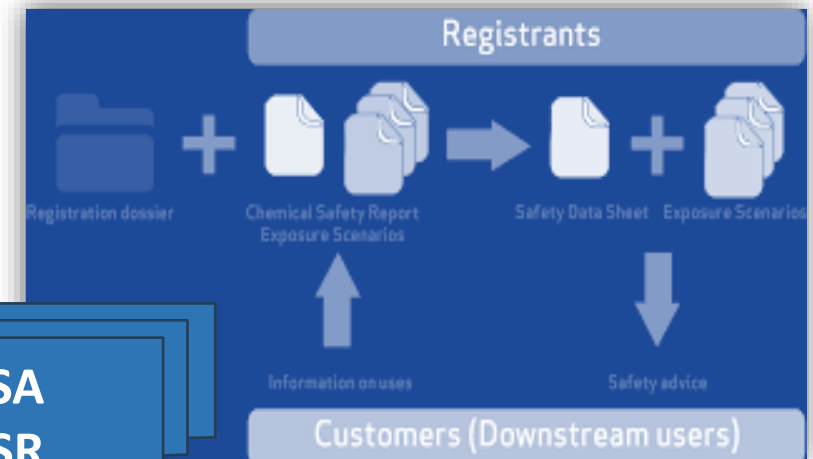 Registrants
Registration dossier
Chemical Safety Report
Exposure Scenarios
Safety Data Sheet
Exposure Scenarios
Information on uses
Safety advice
Customers (Downstream users)
SA
SR